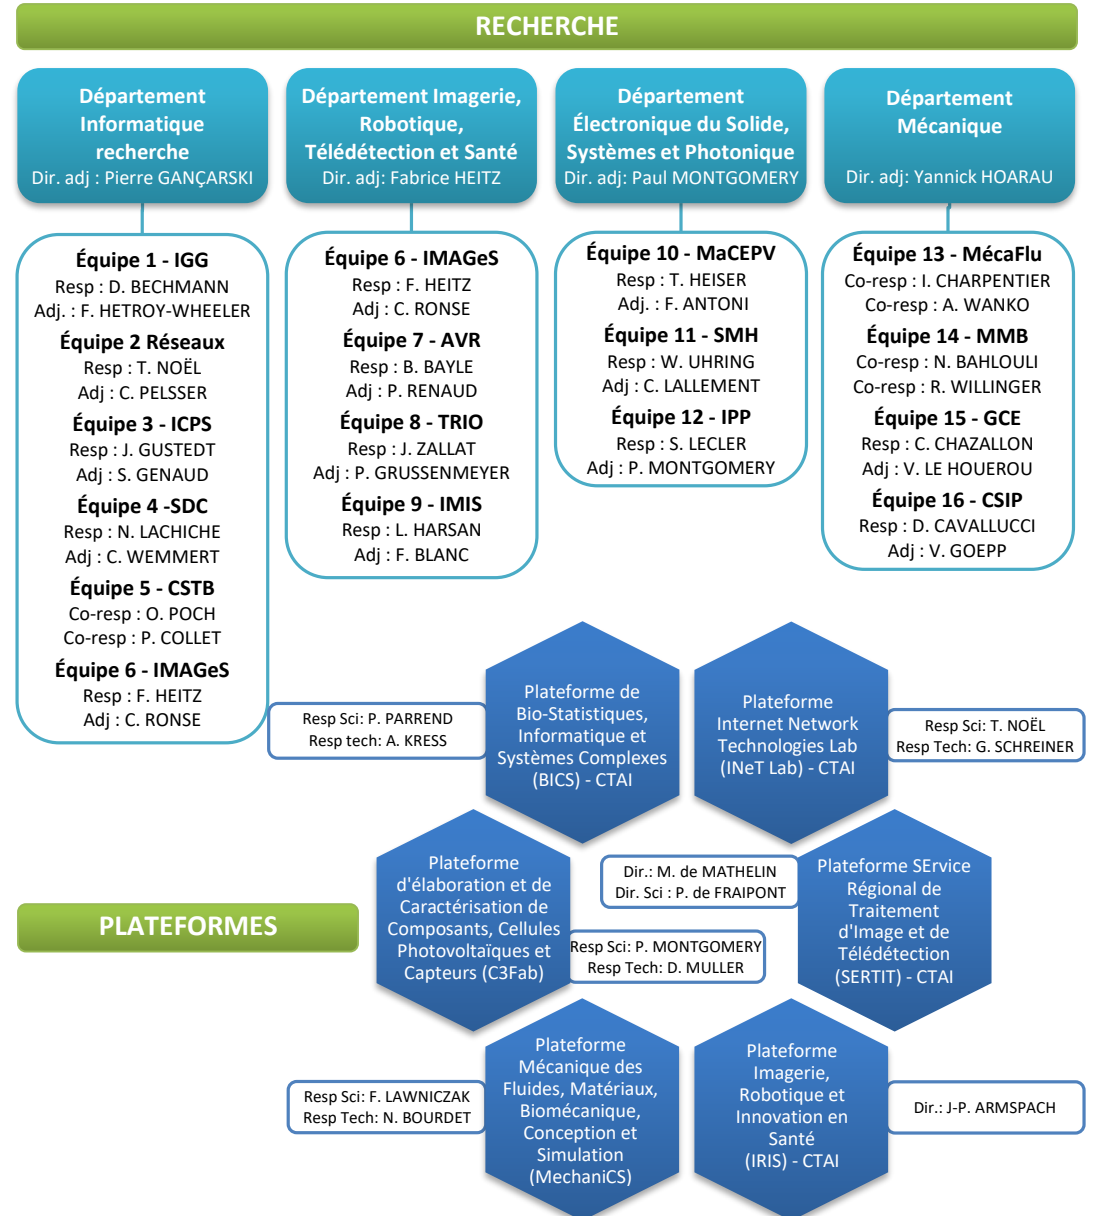 RECHERCHE
Département
Informatique
recherche
Dir. adj : Pierre GANÇARSKI
Équipe 1 - IGG
Resp : D. BECHMANN
Adj. : F. HETROY-WHEELER
Équipe 2 Réseaux
Resp : T. NOËL
Adj : C. PELSSER
Équipe 3 - ICPS
Resp : J. GUSTEDT
Adj : S. GENAUD
Équipe 4 -SDC
Resp : N. LACHICHE
Adj : C. WEMMERT
Équipe 5 - CSTB
Co-resp : O. POCH
Co-resp : P. COLLET
Équipe 6 - IMAGeS
Resp : F. HEITZ
Adj : C. RONSE
Département Imagerie,
Robotique,
Télédétection et Santé
Dir. adj: Fabrice HEITZ
Équipe 6 - IMAGeS
Resp : F. HEITZ
Adj : C. RONSE
Équipe 7 - AVR
Resp : B. BAYLE
Adj : P. RENAUD
Équipe 8 - TRIO
Resp : J. ZALLAT
Adj : P. GRUSSENMEYER
Équipe 9 - IMIS
Resp : L. HARSAN
Adj : F. BLANC
Département
Électronique du Solide,
Systèmes et Photonique
Dir. adj: Paul MONTGOMERY
Équipe 10 - MaCEPV
Resp : T. HEISER
Adj. : F. ANTONI
Équipe 11 - SMH
Resp : W. UHRING
Adj : C. LALLEMENT
Équipe 12 - IPP
Resp : S. LECLER
Adj : P. MONTGOMERY
Département
Mécanique
Dir. adj: Yannick HOARAU
Équipe 13 - MécaFlu
Co-resp : I. CHARPENTIER
Co-resp : A. WANKO
Équipe 14 - MMB
Co-resp : N. BAHLOULI
Co-resp : R. WILLINGER
Équipe 15 - GCE
Resp : C. CHAZALLON
Adj : V. LE HOUEROU
Équipe 16 - CSIP
Resp : D. CAVALLUCCI
Adj : V. GOEPP
PLATEFORMES
Plateforme de
Bio-Statistiques,
Informatique et
Systèmes Complexes
(BICS) - CTAI
Resp Sci: P. PARREND
Resp tech: A. KRESS
Plateforme
Internet Network
Technologies Lab
(INeT Lab) - CTAI
Resp Sci: T. NOËL
Resp Tech: G. SCHREINER
Plateforme
d'élaboration et de
Caractérisation de
Composants, Cellules
Photovoltaïques et
Capteurs (C3Fab)
Resp Sci: P. MONTGOMERY
Resp Tech: D. MULLER
Dir.: M. de MATHELIN
Dir. Sci : P. de FRAIPONT
Plateforme SErvice
Régional de
Traitement
d'Image et de
Télédétection
(SERTIT) - CTAI
Resp Sci: F. LAWNICZAK
Resp Tech: N. BOURDET
Plateforme
Mécanique des
Fluides, Matériaux,
Biomécanique,
Conception et
Simulation
(MechaniCS)
Plateforme
Imagerie,
Robotique et
Innovation en
Santé
(IRIS) - CTAI
Dir.: J-P. ARMSPACH